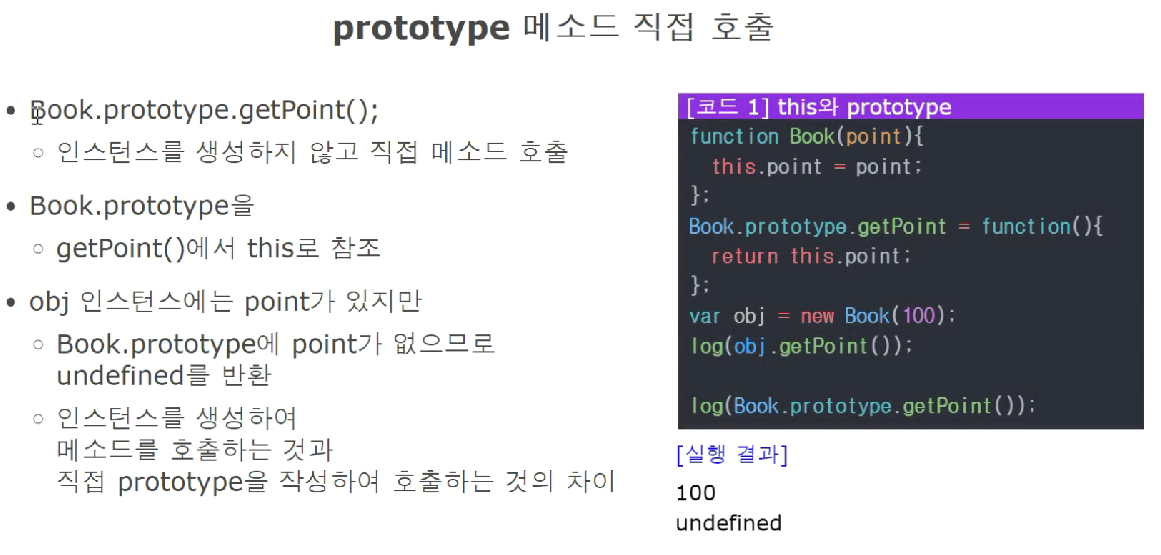 prototype 메소드 직접 호출
• Book.prototype.getPoint();
○ 인스턴스를 생성하지 않고 직접 메소드 호출
• Book.prototype을
○ getPoint()에서 this로 참조
• obj 인스턴스에는 point가 있지만
○ Book.prototype에 point가 없으므로
undefined를 반환
○ 인스턴스를 생성하여
메소드를 호출하는 것과
직접 prototype을 작성하여 호출하는 것의 차이
[코드 1] this와 prototype
function Book(point){
this.point = point;
};
Book.prototype.getPoint = function(){
return this.point;
};
var obj = new Book(100);
log(obj.getPoint());
log(Book.prototype.getPoint());
[실행 결과]
100
undefined